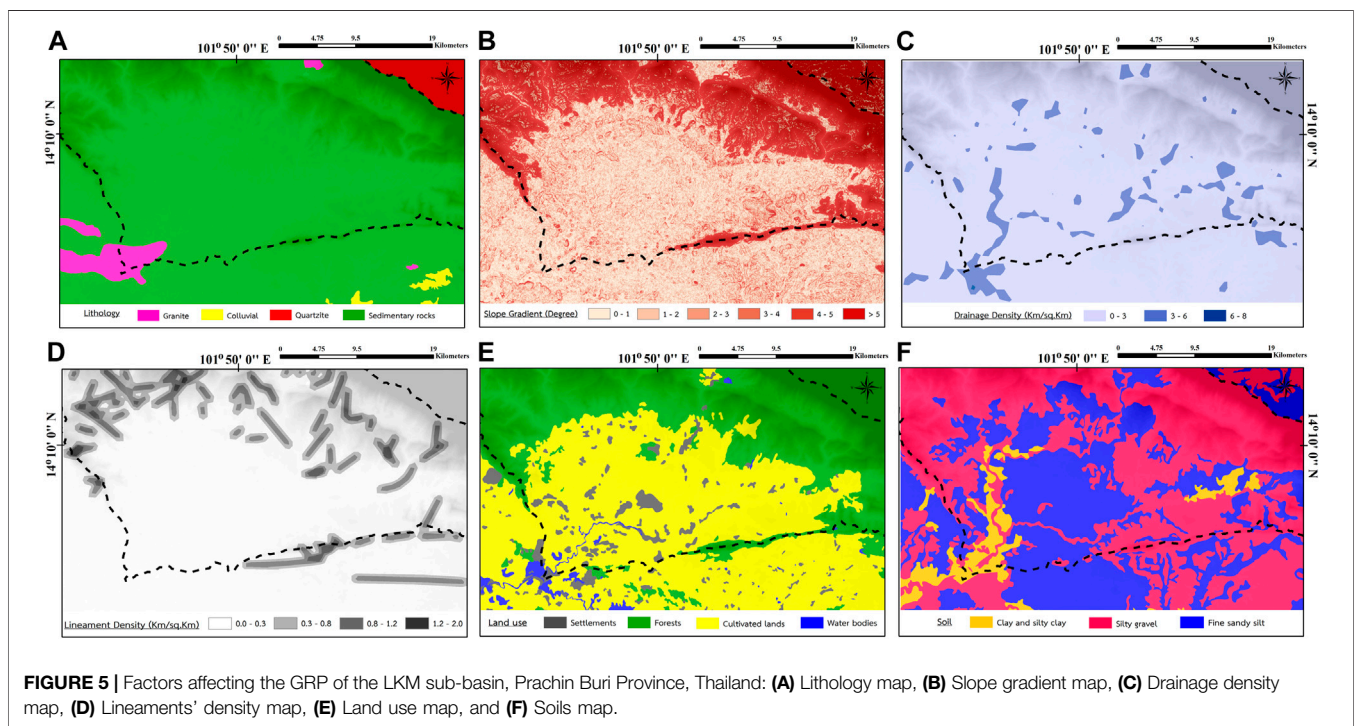 A
101° 50' 0'' E
0 4.75 9.5 19
Kilometers
14°10' 0'' N
Lithology Granite Colluvial Quartzite Sedimentary rocks
B
101° 50' 0'' E
0 4.75 9.5 19
Kilometers
Slope Gradient (Degree) 0 - 1 1 - 2 2 - 3 3 - 4 4 - 5 > 5
C
101° 50' 0'' E
0 4.75 9.5 19
Kilometers
14°10' 0'' N
Drainage Density (Km/sq.Km) 0 - 3 3 - 6 6 - 8
D
101° 50' 0'' E
0 4.75 9.5 19
Kilometers
14°10' 0'' N
Lineament Density (Km/sq.Km) 0.0 - 0.3 0.3 - 0.8 0.8 - 1.2 1.2 - 2.0
E
101° 50' 0'' E
0 4.75 9.5 19
Kilometers
Land use Settlements Forests Cultivated lands Water bodies
F
101° 50' 0'' E
0 4.75 9.5 19
Kilometers
14°10' 0'' N
Soil Clay and silty clay Silty gravel Fine sandy silt
FIGURE 5 | Factors affecting the GRP of the LKM sub-basin, Prachin Buri Province, Thailand: (A) Lithology map, (B) Slope gradient map, (C) Drainage density
map, (D) Lineaments' density map, (E) Land use map, and (F) Soils map.